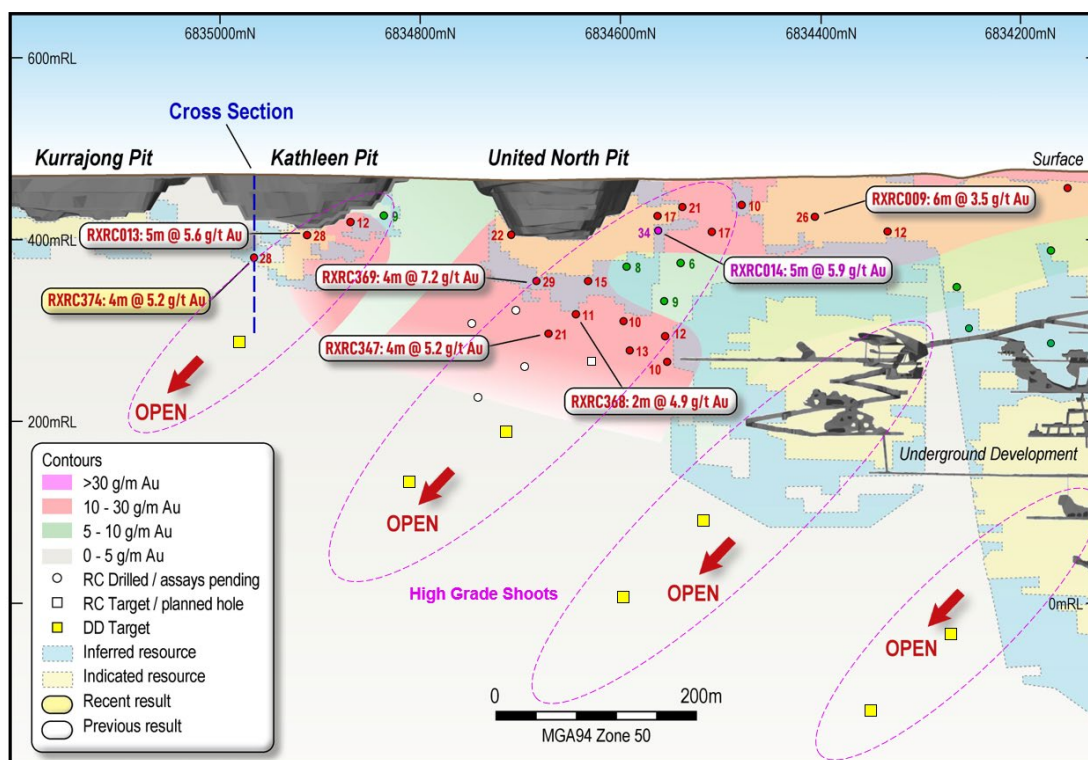 6835000mN
6834800mN
6834600mN
6834400mN
6834200mN
600mRL
Cross Section
Kurrajong Pit
Kathleen Pit
United North Pit
Surface
400mRL
RXRC013: 5m @ 5.6 g/t Au
28
12
9
28
RXRC374: 4m @ 5.2 g/t Au
22
RXRC369: 4m @ 7.2 g/t Au
29
15
17
21
10
34
17
RXRC009: 6m @ 3.5 g/t Au
26
12
RXRC014: 5m @ 5.9 g/t Au
8
6
9
11
10
12
13
10
21
RXRC347: 4m @ 5.2 g/t Au
RXRC368: 2m @ 4.9 g/t Au
OPEN
200mRL
Underground Development
OPEN
High Grade Shoots
OPEN
0mRL
OPEN
Contours
>30 g/m Au
10 - 30 g/m Au
5 - 10 g/m Au
0 - 5 g/m Au
RC Drilled / assays pending
RC Target / planned hole
DD Target
Inferred resource
Indicated resource
Recent result
Previous result
0
200m
MGA94 Zone 50